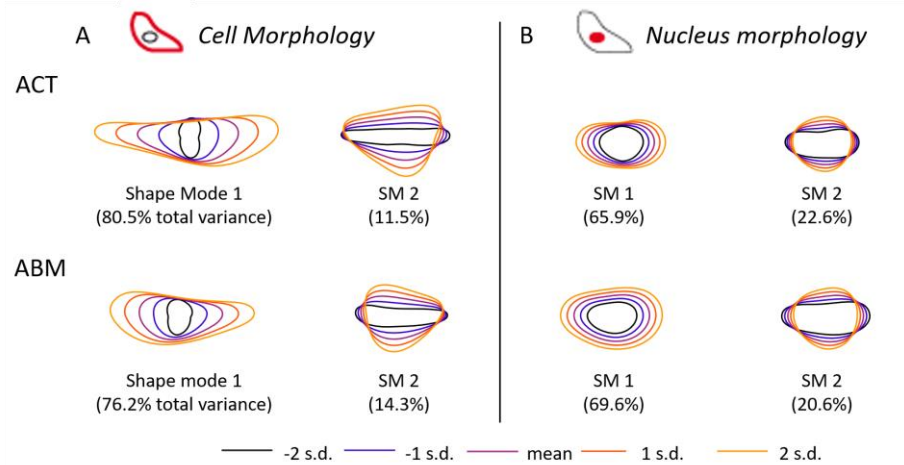 A Cell Morphology
B Nucleus morphology
ACT
Shape Mode 1
(80.5% total variance)
SM 2
(11.5%)
SM 1
(65.9%)
SM 2
(22.6%)
ABM
Shape mode 1
(76.2% total variance)
SM 2
(14.3%)
SM 1
(69.6%)
SM 2
(20.6%)
-2 s.d. -1 s.d. mean 1 s.d. 2 s.d.